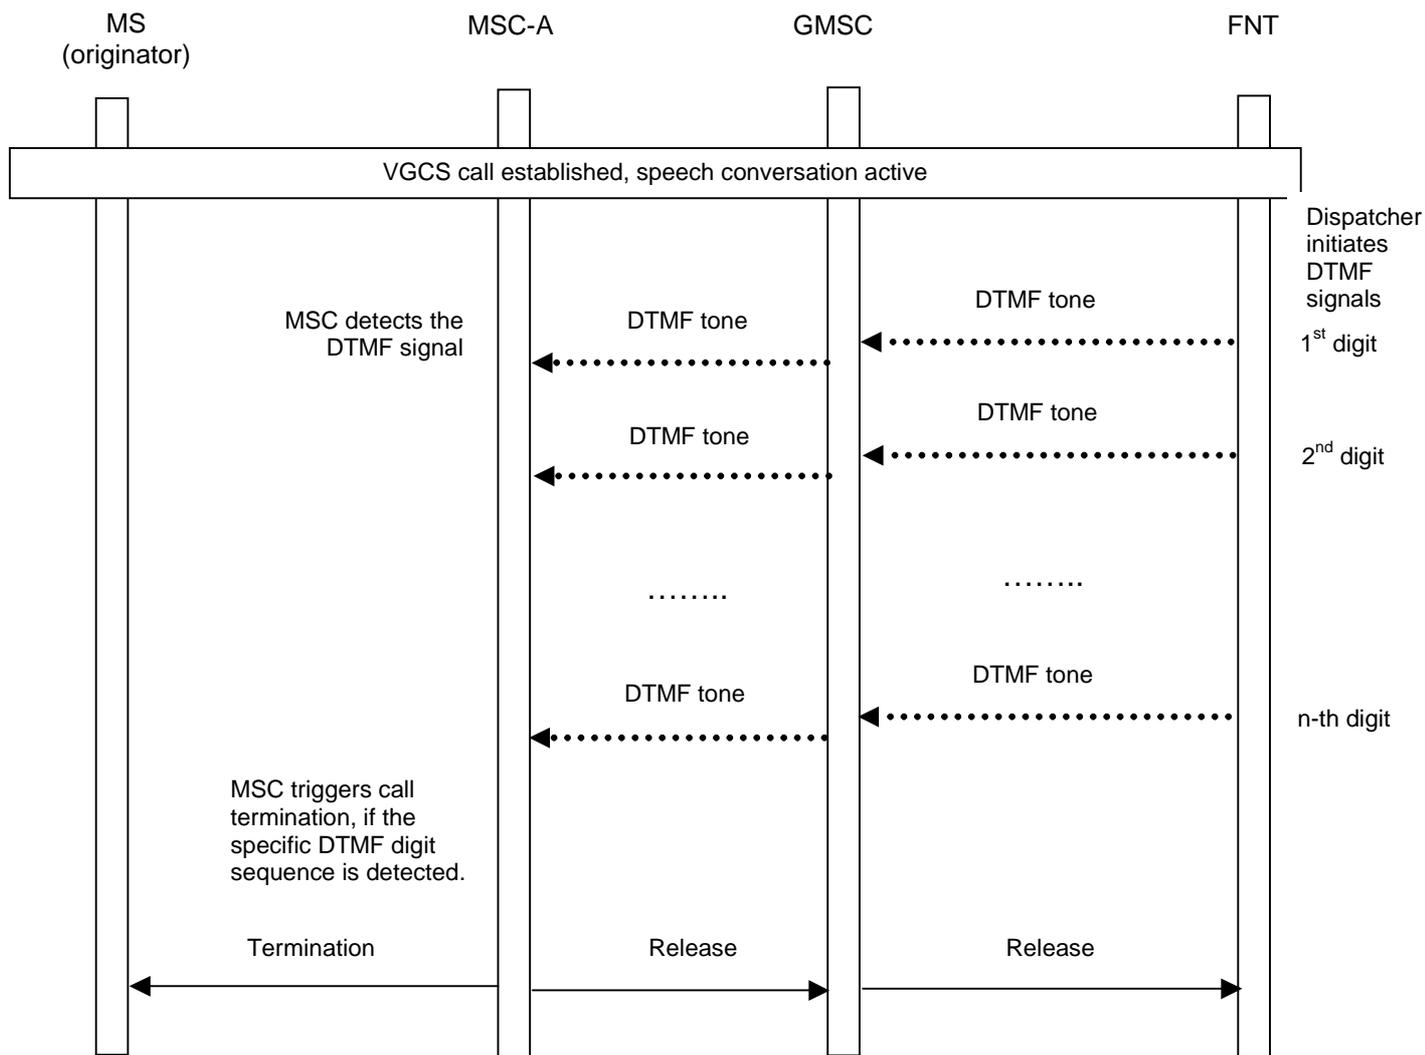 MS
(originator)
MSC-A
GMSC
FNT
VGCS call established, speech conversation active
Dispatcher
initiates
DTMF
signals
DTMF tone
MSC detects the
DTMF signal
DTMF tone
1st digit
DTMF tone
DTMF tone
2nd digit
........
........
DTMF tone
DTMF tone
n-th digit
MSC triggers call
termination, if the
specific DTMF digit
sequence is detected.
Termination
Release
Release